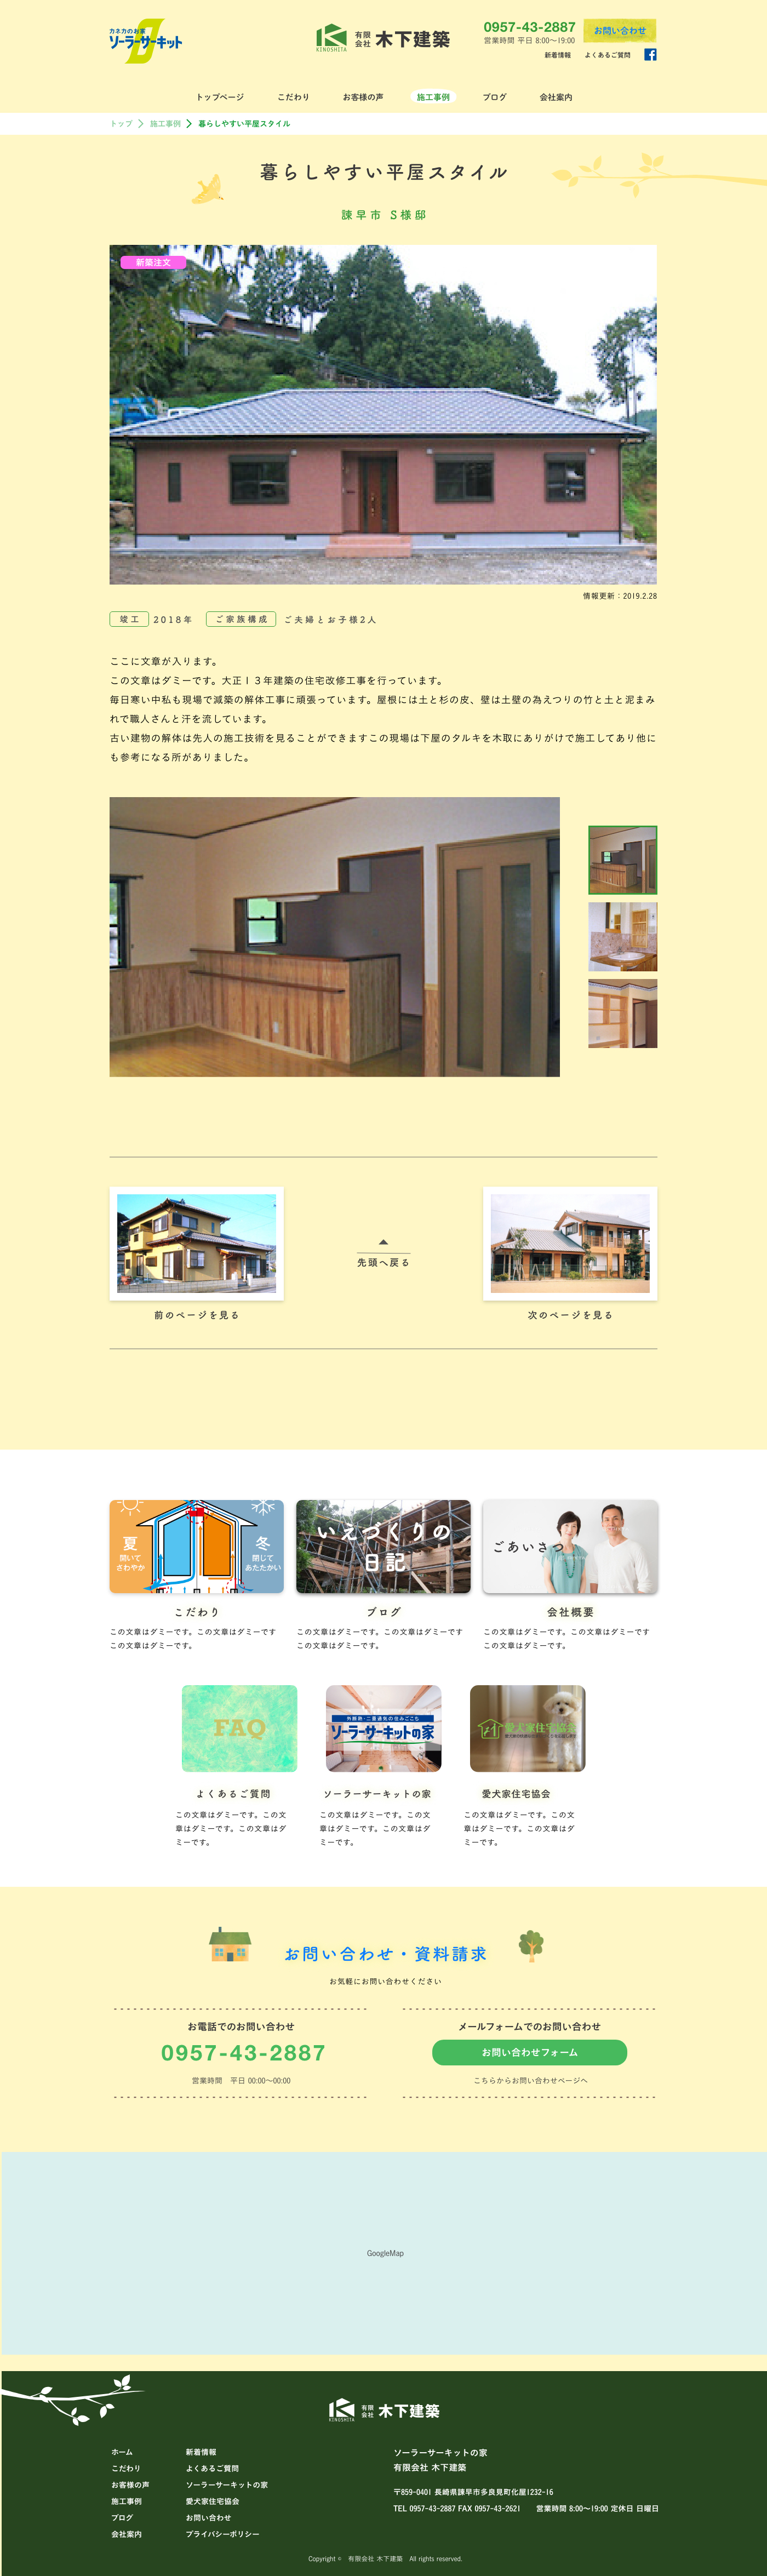 カネカのお家
ソーラーサーキット
KINOSHITA
有限会社 木下建築
0957-43-2887
営業時間 平日 8:00〜19:00
お問い合わせ
新着情報 よくあるご質問
トップページ こだわり お客様の声 施工事例 ブログ 会社案内
トップ 施工事例 暮らしやすい平屋スタイル
暮らしやすい平屋スタイル
諫早市 S様邸
新築注文
情報更新：2019.2.28
竣工 2018年 ご家族構成 ご夫婦とお子様2人
ここに文章が入ります。
この文章はダミーです。大正１３年建築の住宅改修工事を行っています。
毎日寒い中私も現場で減築の解体工事に頑張っています。屋根には土と杉の皮、壁は土壁の為えつりの竹と土と泥まみ
れで職人さんと汗を流しています。
古い建物の解体は先人の施工技術を見ることができますこの現場は下屋のタルキを木取にありがけで施工してあり他に
も参考になる所がありました。
先頭へ戻る
前のページを見る 次のページを見る
夏
開いて
さわやか
冬
閉じて
あたたかい
いえづくりの
日記
ごあいさつ
こだわり ブログ 会社概要
この文章はダミーです。この文章はダミーです この文章はダミーです。この文章はダミーです この文章はダミーです。この文章はダミーです
この文章はダミーです。 この文章はダミーです。 この文章はダミーです。
FAQ
外断熱・二重通気の住みごこち
ソーラーサーキットの家
愛犬家住宅協会
よくあるご質問 ソーラーサーキットの家 愛犬家住宅協会
この文章はダミーです。この文 この文章はダミーです。この文 この文章はダミーです。この文
章はダミーです。この文章はダ 章はダミーです。この文章はダ 章はダミーです。この文章はダ
ミーです。 ミーです。 ミーです。
お問い合わせ・資料請求
お気軽にお問い合わせください
お電話でのお問い合わせ
0957-43-2887
営業時間　平日 00:00〜00:00
メールフォームでのお問い合わせ
お問い合わせフォーム
こちらからお問い合わせページへ
GoogleMap
KINOSHITA
有限会社 木下建築
ホーム 新着情報
こだわり よくあるご質問
お客様の声 ソーラーサーキットの家
施工事例 愛犬家住宅協会
ブログ お問い合わせ
会社案内 プライバシーポリシー
ソーラーサーキットの家
有限会社 木下建築
〒859-0401 長崎県諫早市多良見町化屋1232-16
TEL 0957-43-2887 FAX 0957-43-2621 営業時間 8:00〜19:00 定休日 日曜日
Copyright © 有限会社 木下建築 All rights reserved.